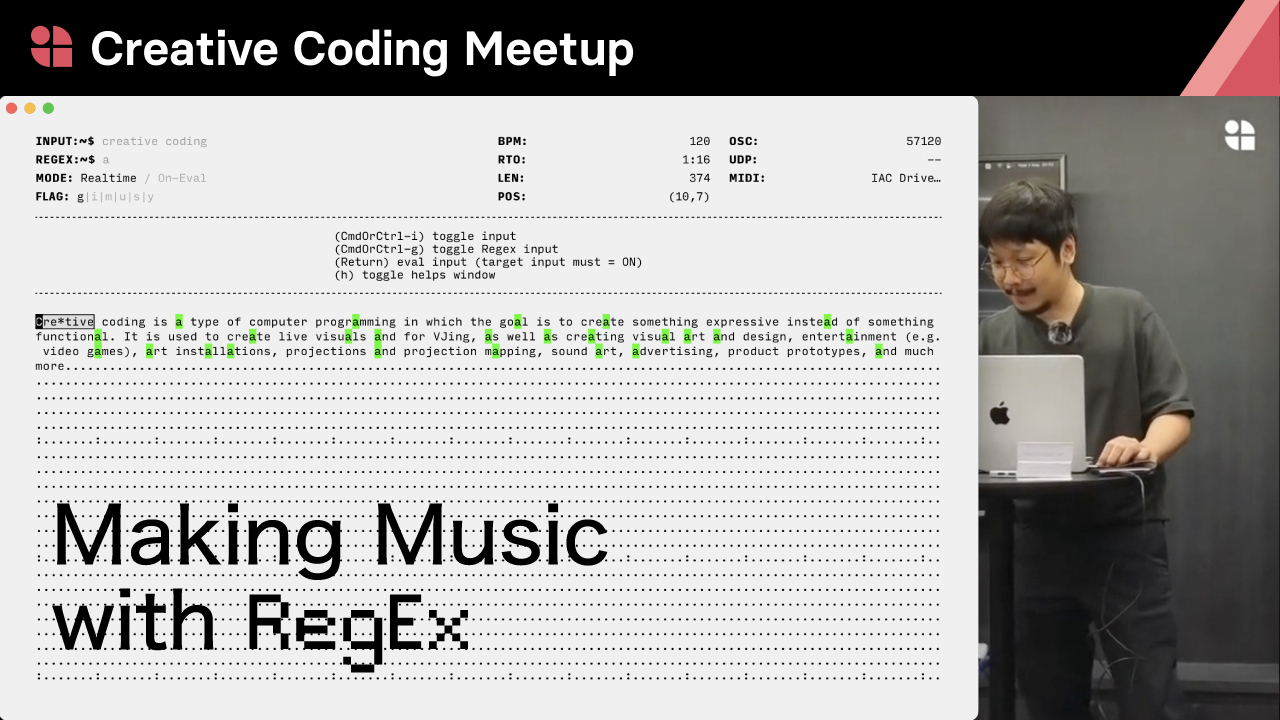 Creative Coding Meetup
INPUT:~$ creative coding
BPM: 120
OSC: 57120
REGEX:~$ a
RTO: 1:16
UDP: --
MODE: Realtime / On-Eval
LEN: 374
MIDI: IAC Drive…
FLAG: g|i|m|u|s|y
POS: (10,7)
(CmdOrCtrl-i) toggle input
(CmdOrCtrl-g) toggle Regex input
(Return) eval input (target input must = ON)
(h) toggle helps window
Cre*tive coding is a type of computer programming in which the goal is to create something expressive instead of something
functional. It is used to create live visuals and for VJing, as well as creating visual art and design, entertainment (e.g.
video games), art installations, projections and projection mapping, sound art, advertising, product prototypes, and much
more.
Making Music
with RegEx